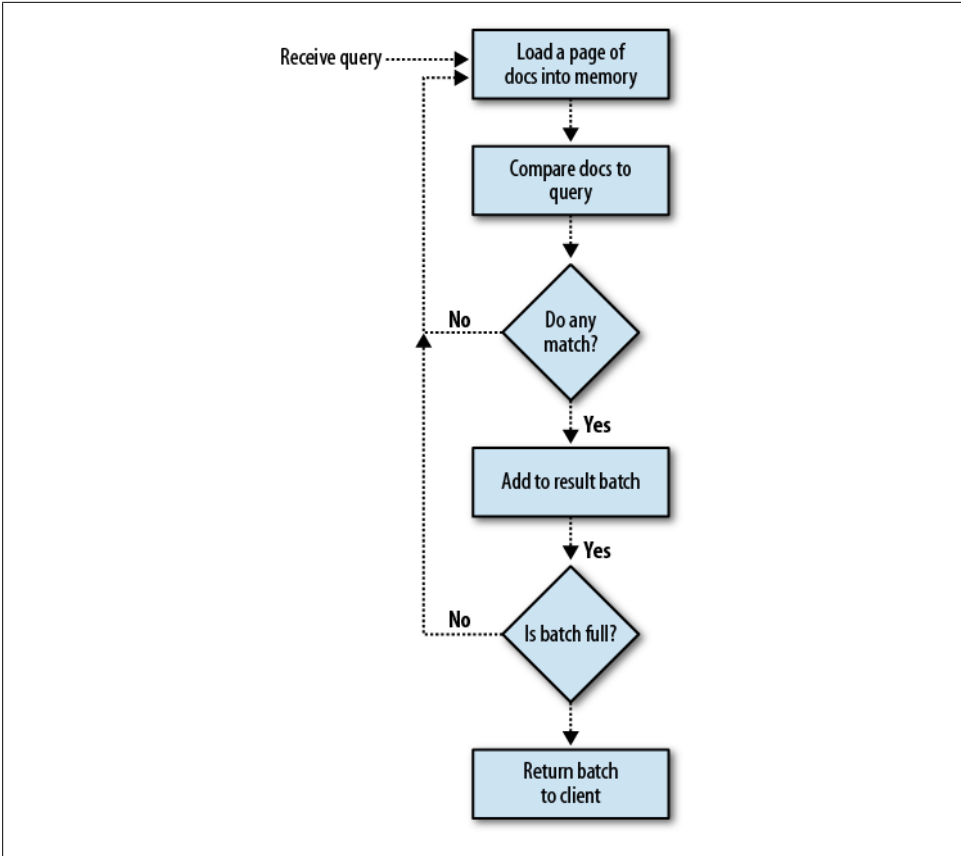 Receive query
Load a page of
docs into memory
Compare docs to
query
Do any
match?
No
Yes
Add to result batch
Yes
Is batch full?
No
Return batch
to client